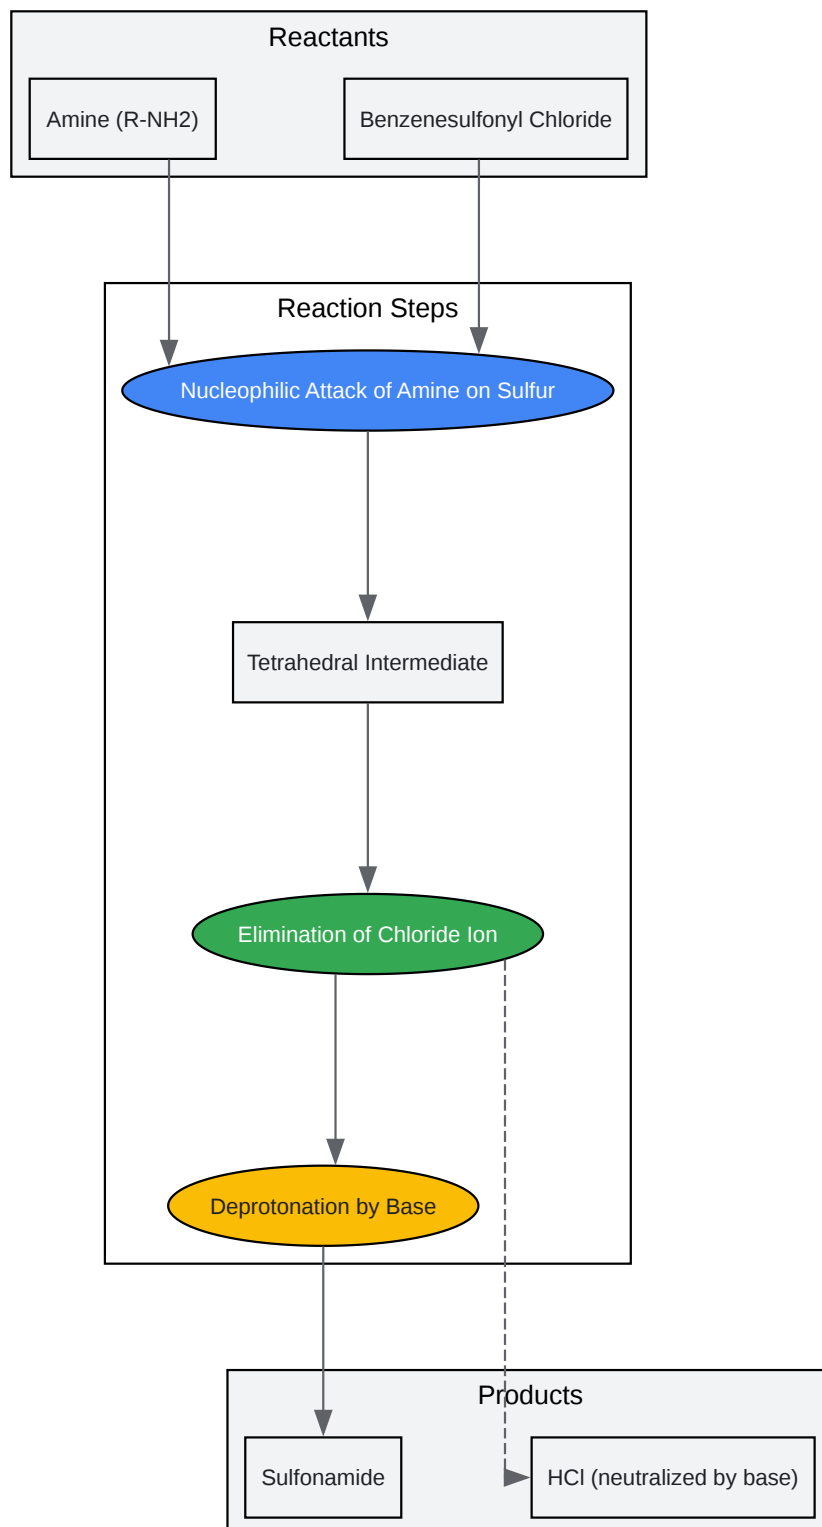 Reactants
Amine (R-NH2)
Benzenesulfonyl Chloride
Reaction Steps
Nucleophilic Attack of Amine on Sulfur
Tetrahedral Intermediate
Elimination of Chloride Ion
Deprotonation by Base
Products
Sulfonamide
HCl (neutralized by base)